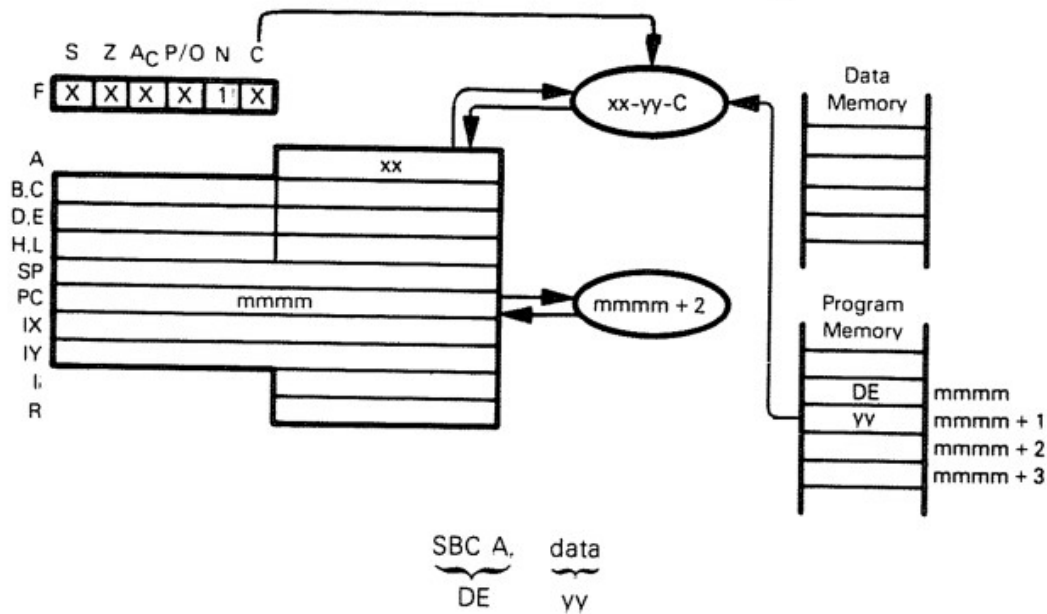 S Z AC P/O N C
F X X X X 1 X
xx-yy-C
Data
Memory
A xx
B,C
D,E
H,L
SP
PC mmmm
mmmm + 2
IX
IY
I
R
Program
Memory
DE mmmm
yy mmmm + 1
mmmm + 2
mmmm + 3
SBC A, data
DE yy